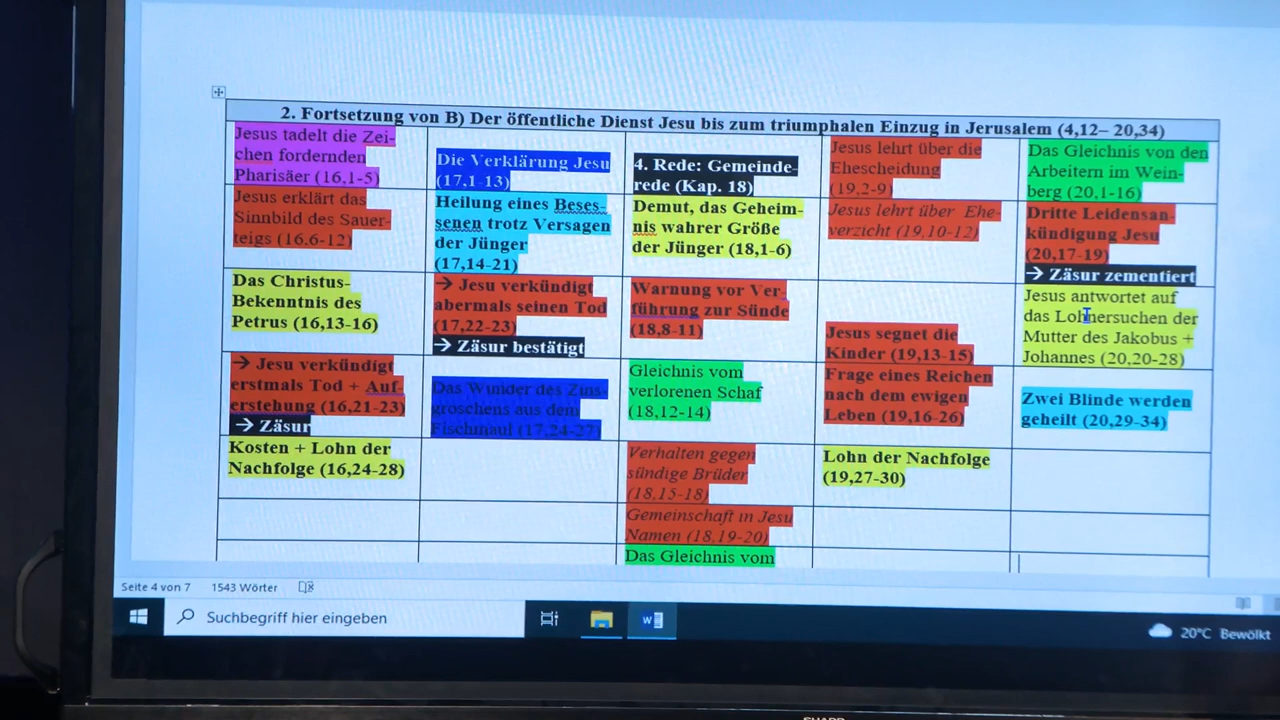 2. Fortsetzung von B) Der öffentliche Dienst Jesu bis zum triumphalen Einzug in Jerusalem (4,12– 20,34)
Jesus tadelt die Zei-
chen fordernden
Pharisäer (16,1-5)
Jesus erklärt das
Sinnbild des Sauer-
teigs (16,6-12)
Das Christus-
Bekenntnis des
Petrus (16,13-16)
→ Jesu verkündigt
erstmals Tod + Auf-
erstehung (16,21-23)
→ Zäsur
Kosten + Lohn der
Nachfolge (16,24-28)
Die Verklärung Jesu
(17,1-13)
Heilung eines Beses-
senen trotz Versagen
der Jünger
(17,14-21)
→ Jesu verkündigt
abermals seinen Tod
(17,22-23)
→ Zäsur bestätigt
Das Wunder des Zins-
groschens aus dem
Fischmaul (17,24-27)
4. Rede: Gemeinde-
rede (Kap. 18)
Demut, das Geheim-
nis wahrer Größe
der Jünger (18,1-6)
Warnung vor Ver-
führung zur Sünde
(18,8-11)
Gleichnis vom
verlorenen Schaf
(18,12-14)
Verhalten gegen
sündige Brüder
(18,15-18)
Gemeinschaft in Jesu
Namen (18,19-20)
Das Gleichnis vom
Jesus lehrt über die
Ehescheidung
(19,2-9)
Jesus lehrt über Ehe-
verzicht (19,10-12)
Jesus segnet die
Kinder (19,13-15)
Frage eines Reichen
nach dem ewigen
Leben (19,16-26)
Lohn der Nachfolge
(19,27-30)
Das Gleichnis von den
Arbeitern im Wein-
berg (20,1-16)
Dritte Leidensan-
kündigung Jesu
(20,17-19)
→ Zäsur zementiert
Jesus antwortet auf
das Lohnersuchen der
Mutter des Jakobus +
Johannes (20,20-28)
Zwei Blinde werden
geheilt (20,29-34)
Seite 4 von 7 1543 Wörter
Suchbegriff hier eingeben
20°C Bewölkt